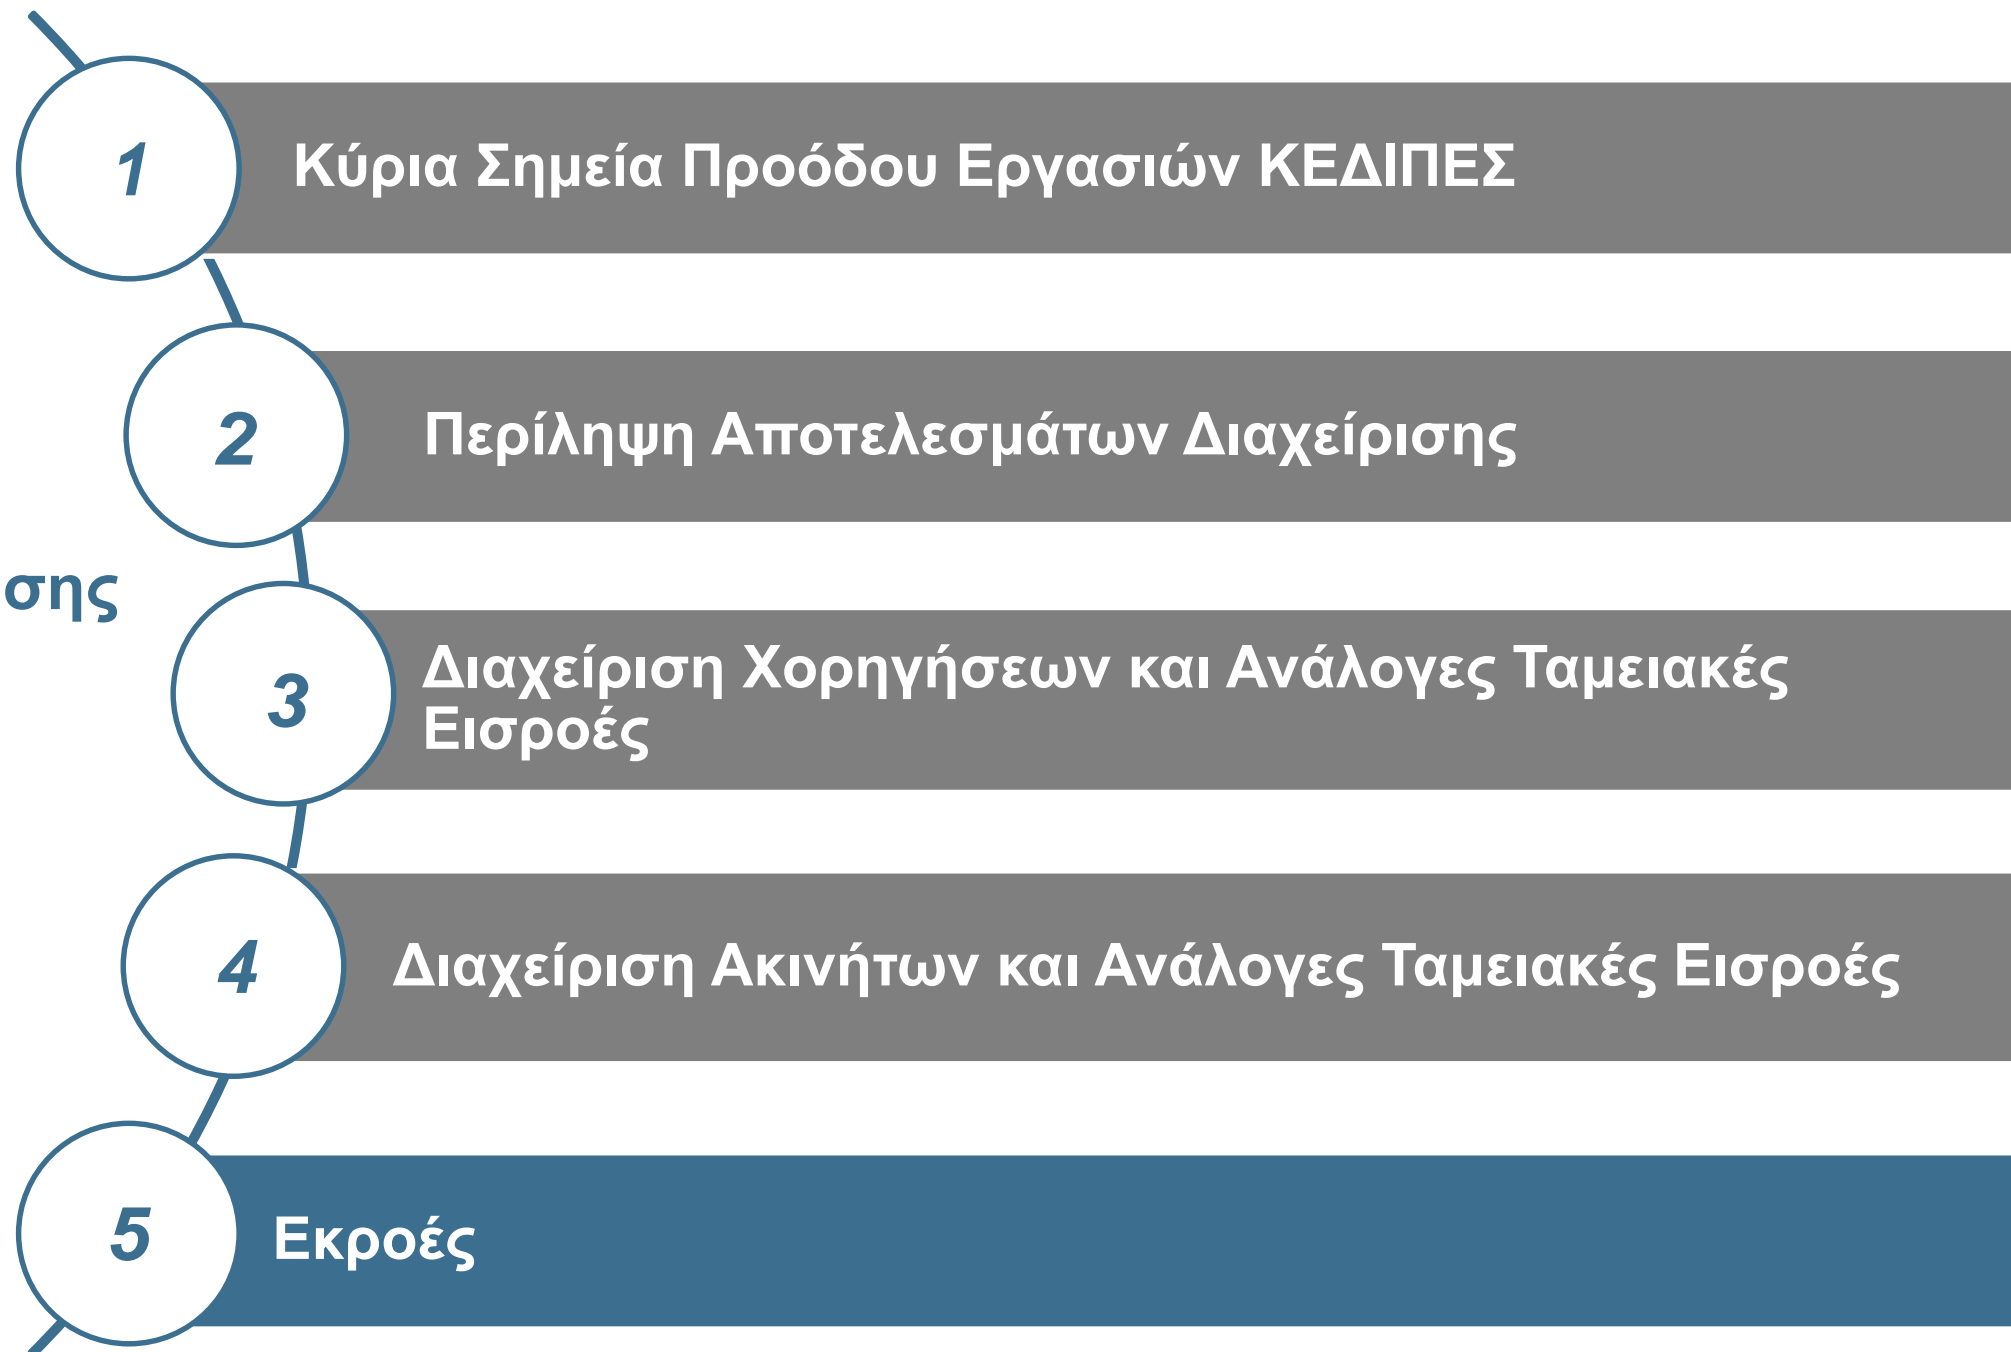 1
Κύρια Σημεία Προόδου Εργασιών ΚΕΔΙΠΕΣ
2
Περίληψη Αποτελεσμάτων Διαχείρισης
σης
3
Διαχείριση Χορηγήσεων και Ανάλογες Ταμειακές
Εισροές
4
Διαχείριση Ακινήτων και Ανάλογες Ταμειακές Εισροές
5
Εκροές